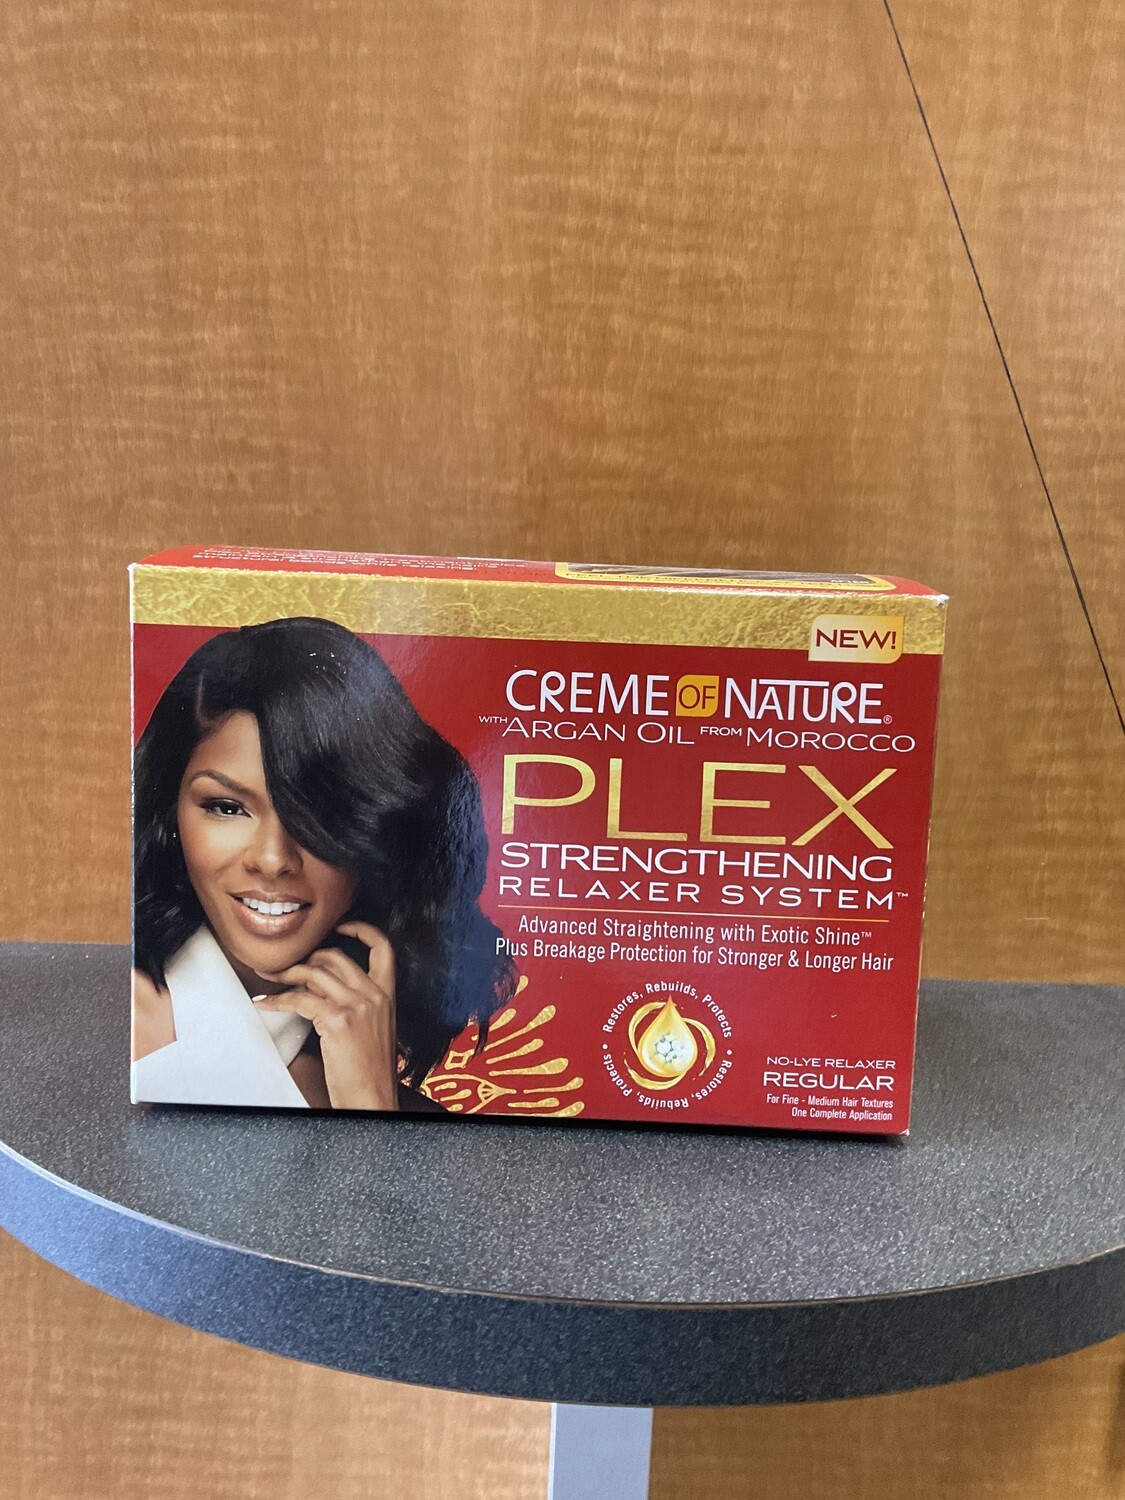 NEW!
CREME OF NATURE®
WITH ARGAN OIL FROM MOROCCO
PLEX
STRENGTHENING
RELAXER SYSTEM™
Advanced Straightening with Exotic Shine™
Plus Breakage Protection for Stronger & Longer Hair
Restores, Rebuilds, Protects • Restores, Rebuilds, Protects •
NO-LYE RELAXER
REGULAR
For Fine - Medium Hair Textures
One Complete Application